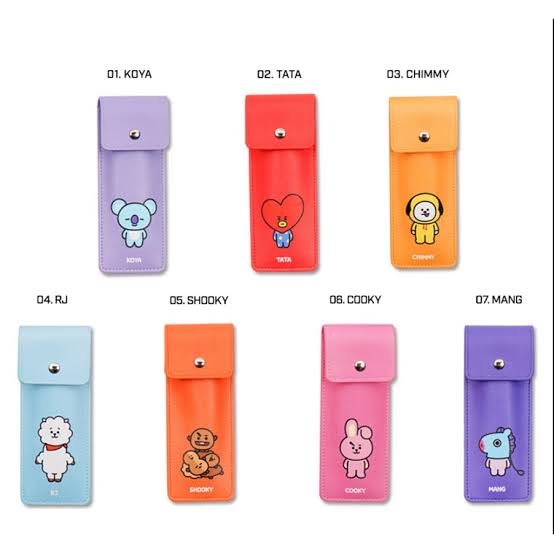 01. KOYA
02. TATA
03. CHIMMY
KOYA
TATA
CHIMMY
04. RJ
05. SHOOKY
06. COOKY
07. MANG
RJ
SHOOKY
COOKY
MANG